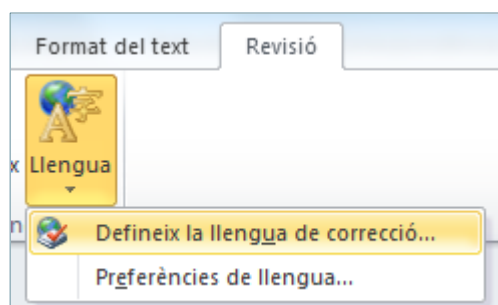 Format del text Revisió
x Llengua
n
Defineix la llengua de correcció...
Preferències de llengua...